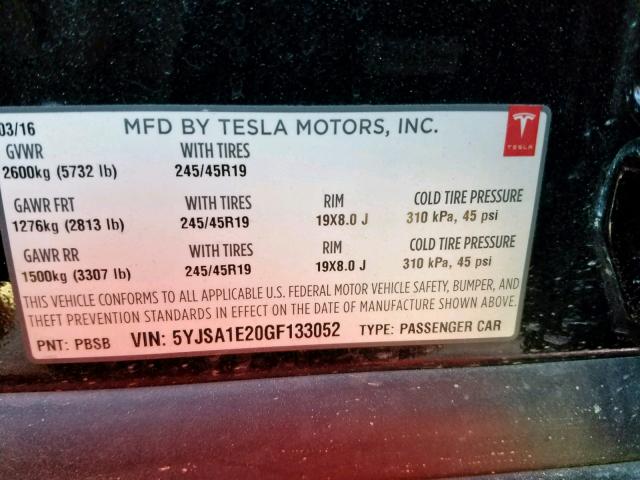 03/16 MFD BY TESLA MOTORS, INC.
TESLA
GVWR WITH TIRES
2600kg (5732 lb) 245/45R19
GAWR FRT WITH TIRES RIM COLD TIRE PRESSURE
1276kg (2813 lb) 245/45R19 19X8.0 J 310 kPa, 45 psi
GAWR RR WITH TIRES RIM COLD TIRE PRESSURE
1500kg (3307 lb) 245/45R19 19X8.0 J 310 kPa, 45 psi
THIS VEHICLE CONFORMS TO ALL APPLICABLE U.S. FEDERAL MOTOR VEHICLE SAFETY, BUMPER, AND
THEFT PREVENTION STANDARDS IN EFFECT ON THE DATE OF MANUFACTURE SHOWN ABOVE.
PNT: PBSB VIN: 5YJSA1E20GF133052 TYPE: PASSENGER CAR